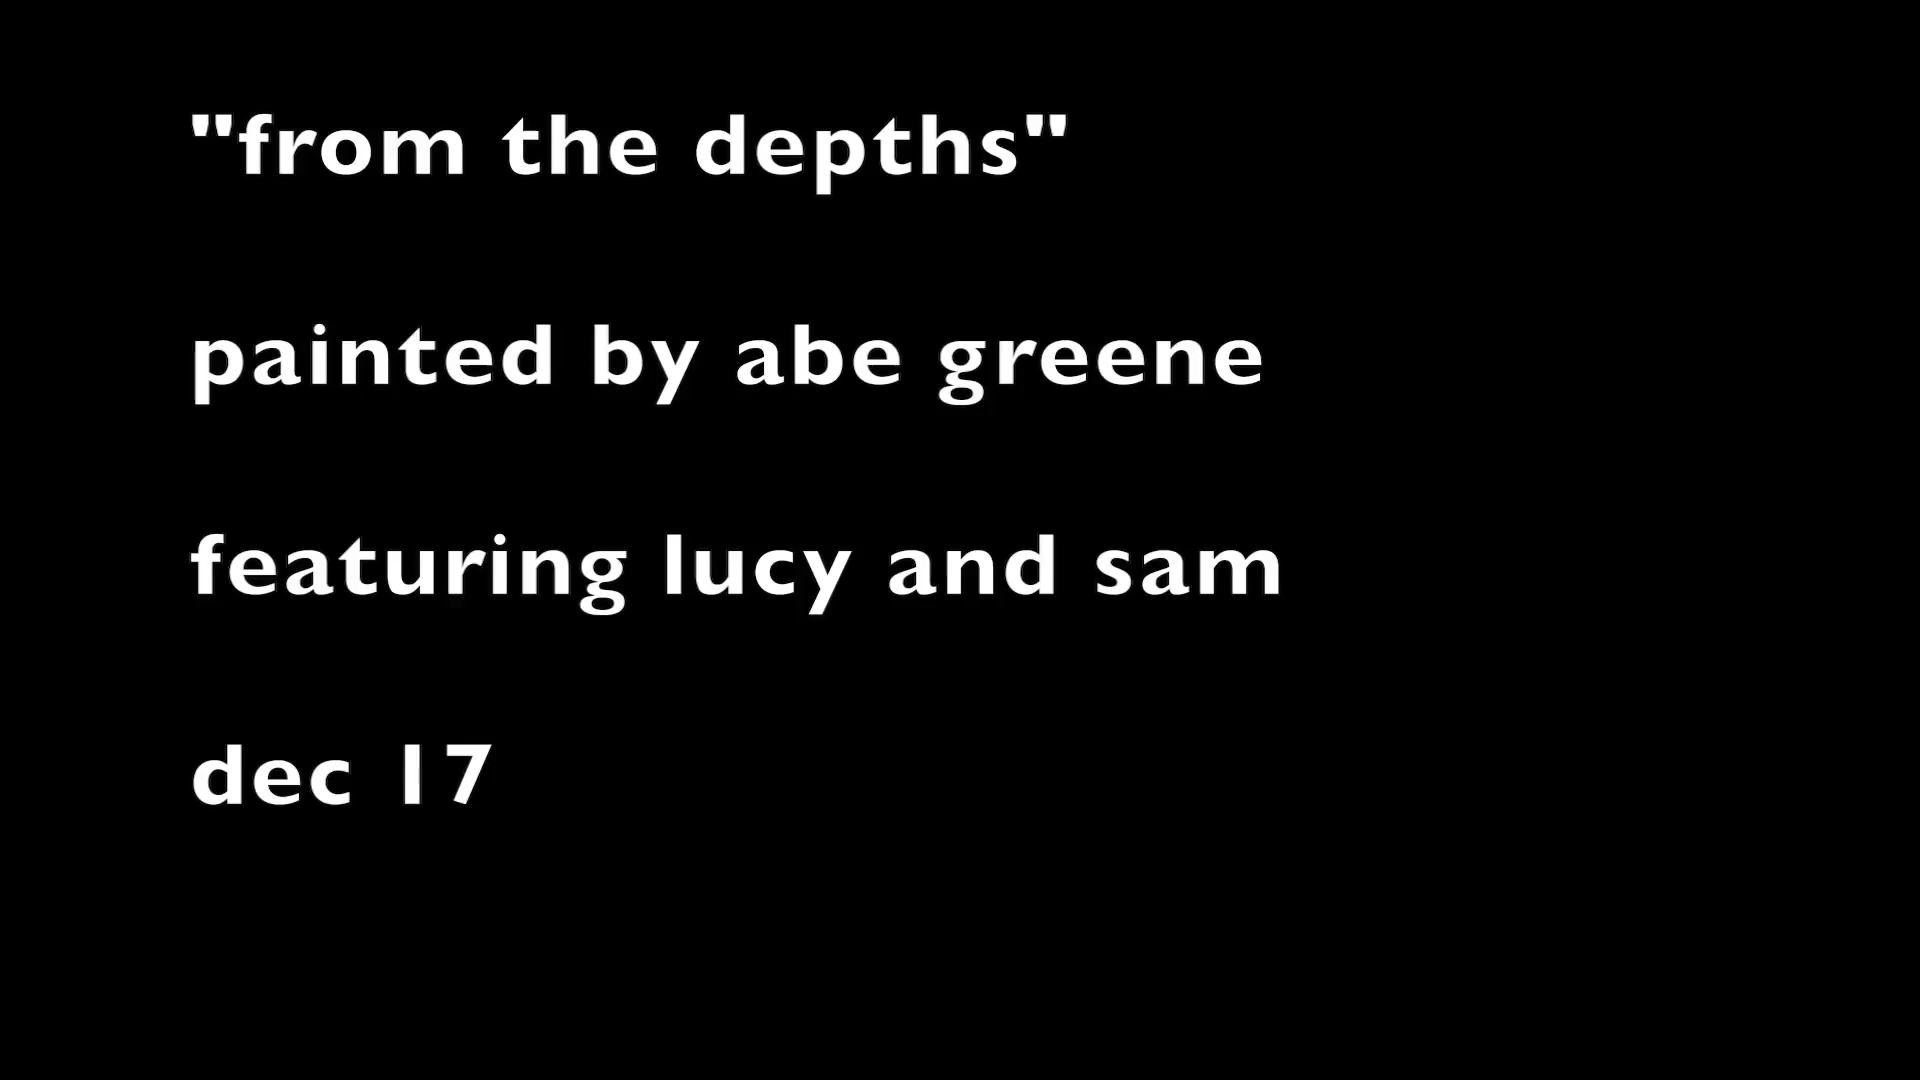 "from the depths"
painted by abe greene
featuring lucy and sam
dec 17